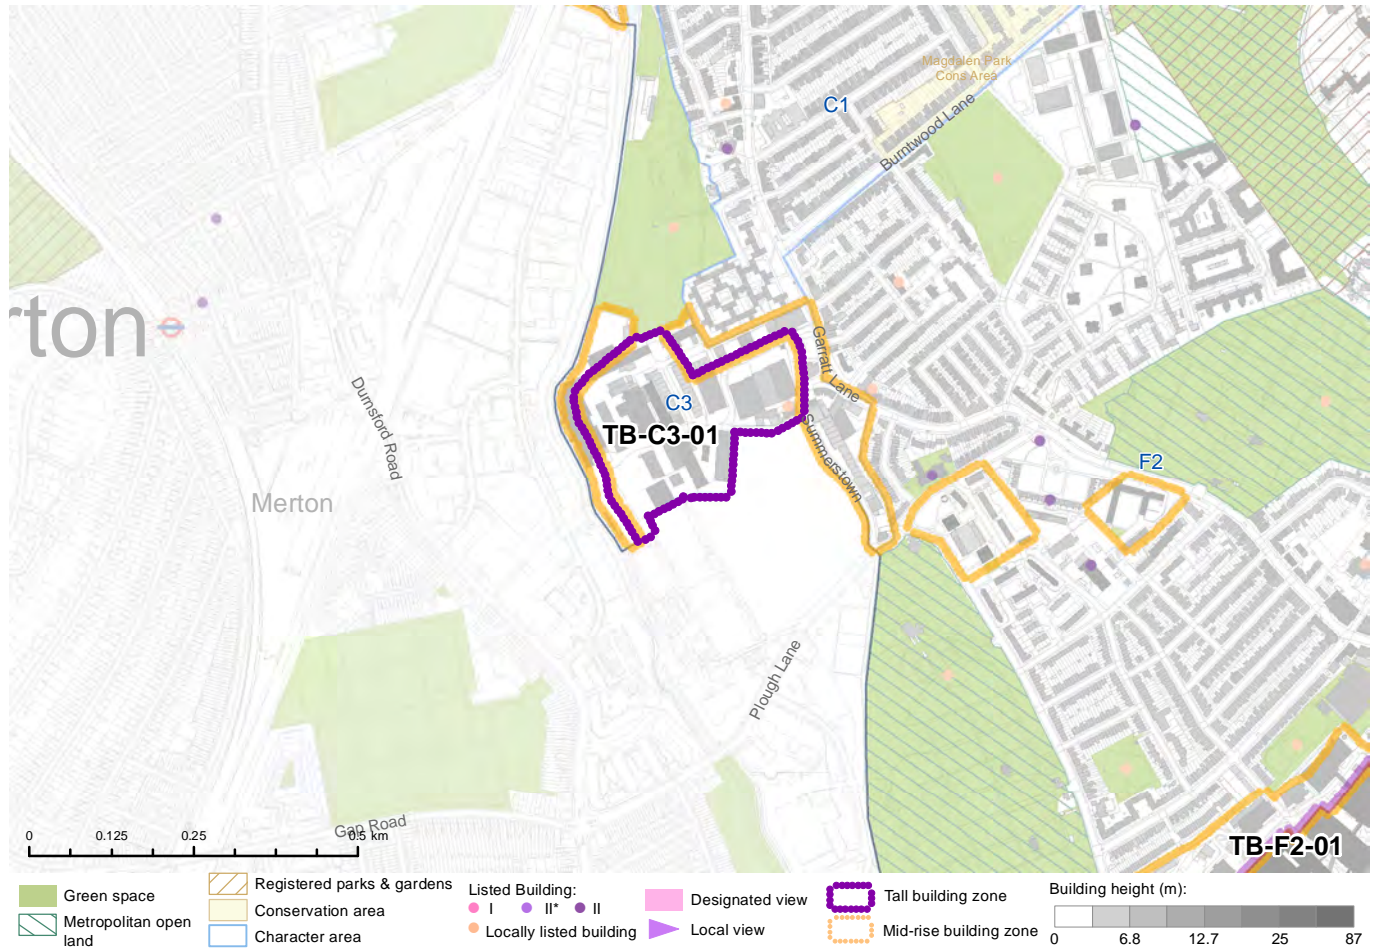 Magdalen Park
Cons Area
C1
Burntwood Lane
rton
Durnsford Road
Garratt Lane
C3
TB-C3-01
Summerstown
F2
Merton
Plough Lane
Gap Road
TB-F2-01
0 0.125 0.25 0.5 km
Green space
Metropolitan open
land
Registered parks & gardens
Conservation area
Character area
Listed Building:
I II* II
Locally listed building
Designated view
Local view
Tall building zone
Mid-rise building zone
Building height (m):
0 6.8 12.7 25 87